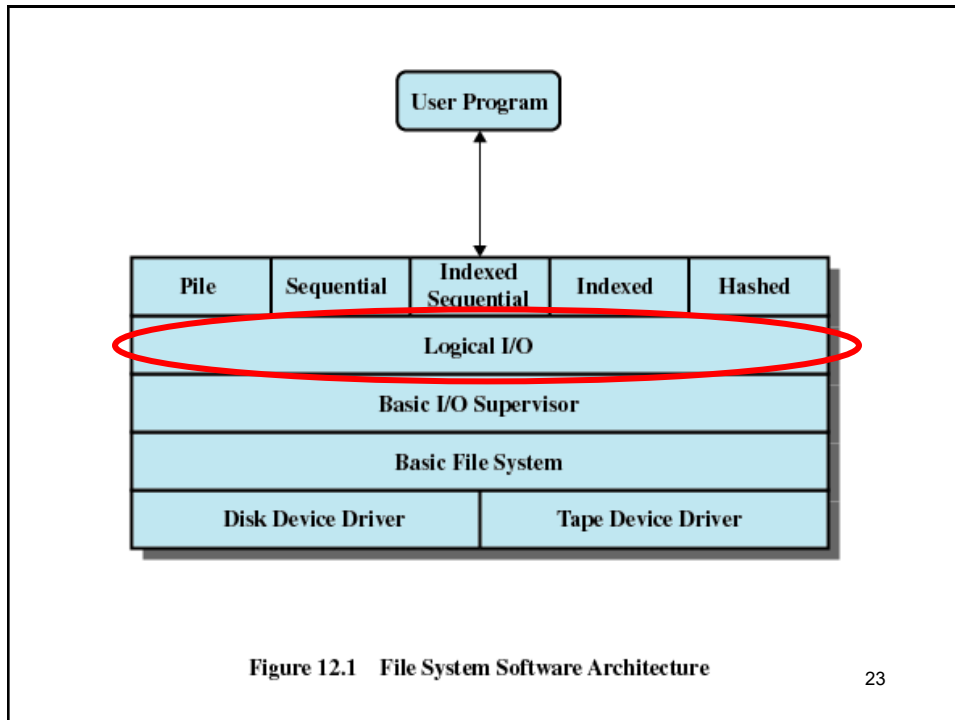 User Program
Pile Sequential Indexed Sequential Indexed Hashed
Logical I/O
Basic I/O Supervisor
Basic File System
Disk Device Driver Tape Device Driver
Figure 12.1 File System Software Architecture
23